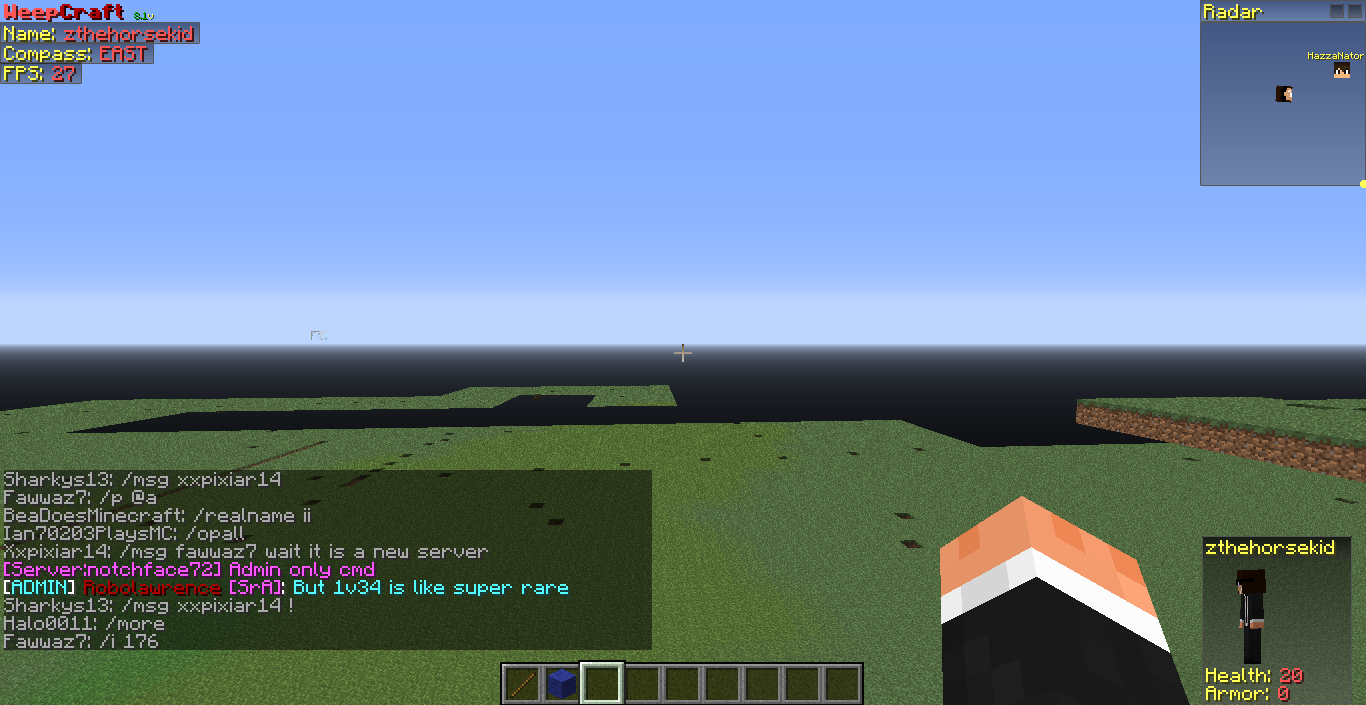 WeepCraft 8.1v
Name: zthehorsekid
Compass: EAST
FPS: 27
Radar
HazzaNator
Sharkys13: /msg xxpixiar14
Fawwaz7: /p @a
BeaDoesMinecraft: /realname ii
Ian70203PlaysMC: /opall
Xxpixiar14: /msg fawwaz7 wait it is a new server
[Server:notchface72] Admin only cmd
[ADMIN] Robolawrence [SrA]: But 1v34 is like super rare
Sharkys13: /msg xxpixiar14 !
Halo0011: /more
Fawwaz7: /i 176
zthehorsekid
Health: 20
Armor: 0